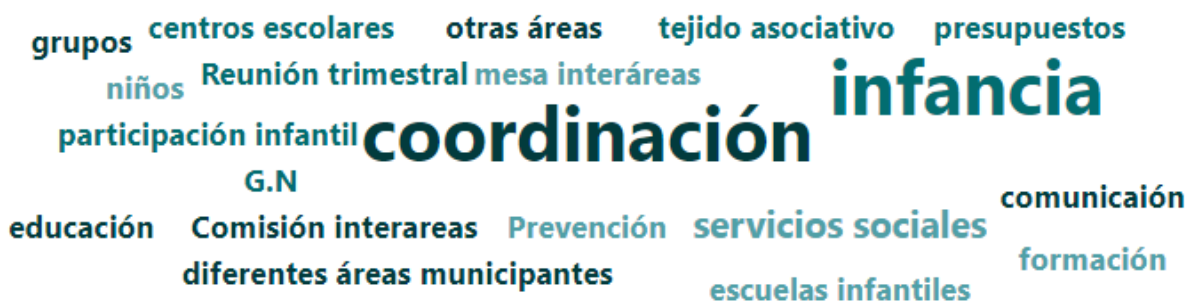 centros escolares otras áreas tejido asociativo presupuestos
grupos
Reunión trimestral mesa interáreas
niños infancia
participación infantil coordinación
G.N
comunicaión
educación Comisión interareas Prevención servicios sociales
formación
diferentes áreas municipantes
escuelas infantiles